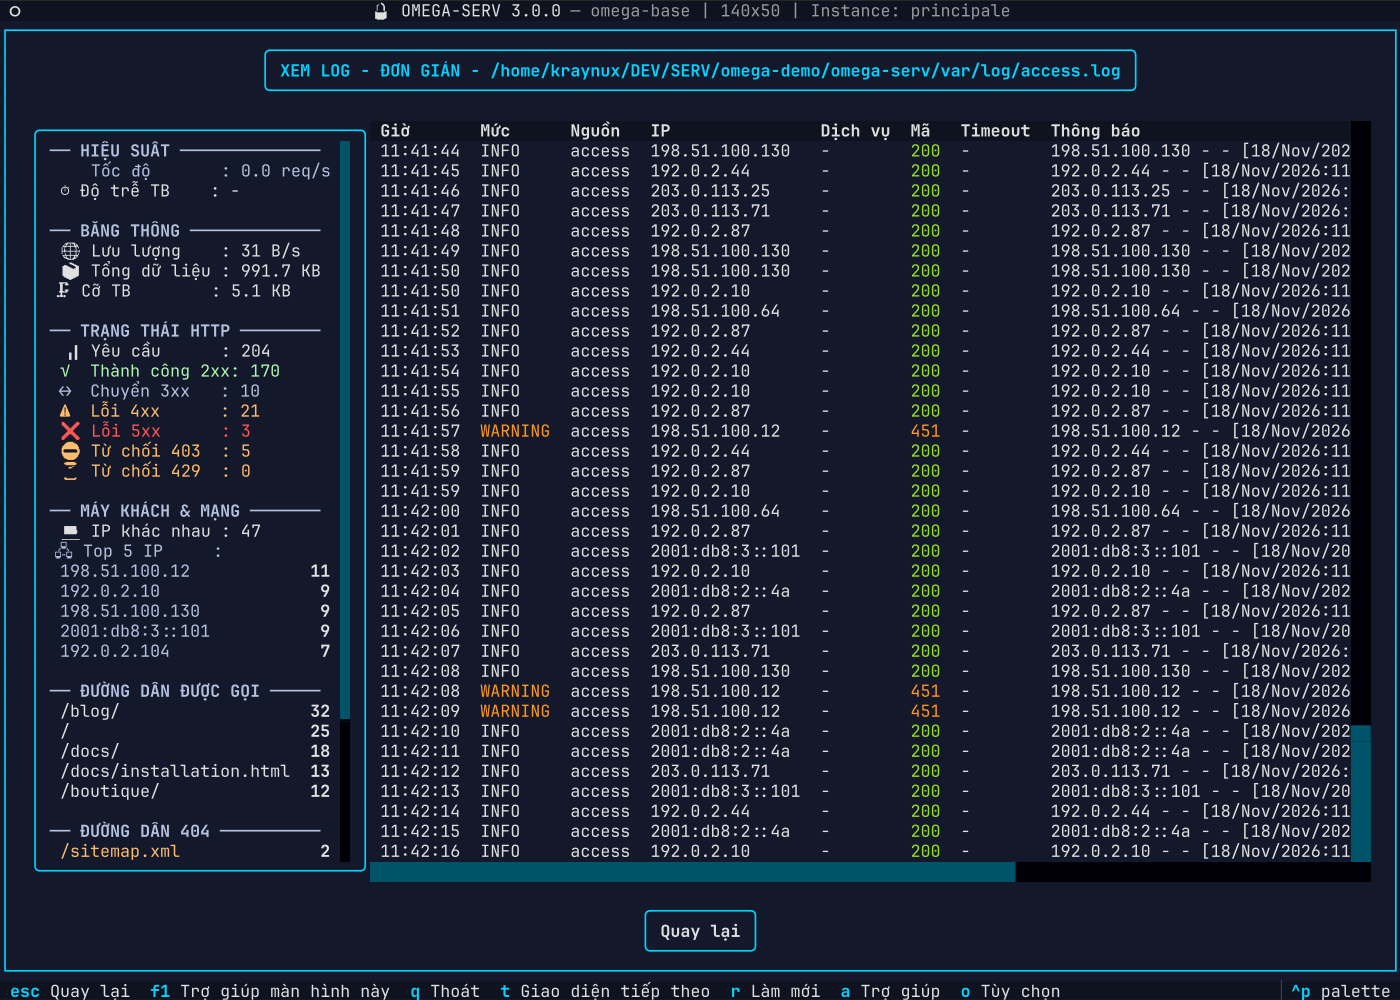 OMEGA-SERV 3.0.0 — omega-base | 140x50 | Instance: principale
XEM LOG - ĐƠN GIẢN - /home/kraynux/DEV/SERV/omega-demo/omega-serv/var/log/access.log
HIỆU SUẤT
Tốc độ : 0.0 req/s
Độ trễ TB : -
BĂNG THÔNG
Lưu lượng : 31 B/s
Tổng dữ liệu : 991.7 KB
Cỡ TB : 5.1 KB
TRẠNG THÁI HTTP
Yêu cầu : 204
√ Thành công 2xx: 170
↔ Chuyển 3xx : 10
⚠ Lỗi 4xx : 21
❌ Lỗi 5xx : 3
⛔ Từ chối 403 : 5
Từ chối 429 : 0
MÁY KHÁCH & MẠNG
IP khác nhau : 47
Top 5 IP :
198.51.100.12 11
192.0.2.10 9
198.51.100.130 9
2001:db8:3::101 9
192.0.2.104 7
ĐƯỜNG DẪN ĐƯỢC GỌI
/blog/ 32
/ 25
/docs/ 18
/docs/installation.html 13
/boutique/ 12
ĐƯỜNG DẪN 404
/sitemap.xml 2
Giờ Mức Nguồn IP Dịch vụ Mã Timeout Thông báo
11:41:44 INFO access 198.51.100.130 - 200 - 198.51.100.130 - - [18/Nov/202
11:41:45 INFO access 192.0.2.44 - 200 - 192.0.2.44 - - [18/Nov/2026:11
11:41:46 INFO access 203.0.113.25 - 200 - 203.0.113.25 - - [18/Nov/2026:
11:41:47 INFO access 203.0.113.71 - 200 - 203.0.113.71 - - [18/Nov/2026:
11:41:48 INFO access 192.0.2.87 - 200 - 192.0.2.87 - - [18/Nov/2026:11
11:41:49 INFO access 198.51.100.130 - 200 - 198.51.100.130 - - [18/Nov/202
11:41:50 INFO access 198.51.100.130 - 200 - 198.51.100.130 - - [18/Nov/202
11:41:50 INFO access 192.0.2.10 - 200 - 192.0.2.10 - - [18/Nov/2026:11
11:41:51 INFO access 198.51.100.64 - 200 - 198.51.100.64 - - [18/Nov/2026
11:41:52 INFO access 192.0.2.87 - 200 - 192.0.2.87 - - [18/Nov/2026:11
11:41:53 INFO access 192.0.2.44 - 200 - 192.0.2.44 - - [18/Nov/2026:11
11:41:54 INFO access 192.0.2.10 - 200 - 192.0.2.10 - - [18/Nov/2026:11
11:41:55 INFO access 192.0.2.10 - 200 - 192.0.2.10 - - [18/Nov/2026:11
11:41:56 INFO access 192.0.2.87 - 200 - 192.0.2.87 - - [18/Nov/2026:11
11:41:57 WARNING access 198.51.100.12 - 451 - 198.51.100.12 - - [18/Nov/2026
11:41:58 INFO access 192.0.2.44 - 200 - 192.0.2.44 - - [18/Nov/2026:11
11:41:59 INFO access 192.0.2.87 - 200 - 192.0.2.87 - - [18/Nov/2026:11
11:41:59 INFO access 192.0.2.10 - 200 - 192.0.2.10 - - [18/Nov/2026:11
11:42:00 INFO access 198.51.100.64 - 200 - 198.51.100.64 - - [18/Nov/2026
11:42:01 INFO access 192.0.2.87 - 200 - 192.0.2.87 - - [18/Nov/2026:11
11:42:02 INFO access 2001:db8:3::101 - 200 - 2001:db8:3::101 - - [18/Nov/20
11:42:03 INFO access 192.0.2.10 - 200 - 192.0.2.10 - - [18/Nov/2026:11
11:42:04 INFO access 2001:db8:2::4a - 200 - 2001:db8:2::4a - - [18/Nov/202
11:42:05 INFO access 192.0.2.87 - 200 - 192.0.2.87 - - [18/Nov/2026:11
11:42:06 INFO access 2001:db8:3::101 - 200 - 2001:db8:3::101 - - [18/Nov/20
11:42:07 INFO access 203.0.113.71 - 200 - 203.0.113.71 - - [18/Nov/2026:
11:42:08 INFO access 198.51.100.130 - 200 - 198.51.100.130 - - [18/Nov/202
11:42:08 WARNING access 198.51.100.12 - 451 - 198.51.100.12 - - [18/Nov/2026
11:42:09 WARNING access 198.51.100.12 - 451 - 198.51.100.12 - - [18/Nov/2026
11:42:10 INFO access 2001:db8:2::4a - 200 - 2001:db8:2::4a - - [18/Nov/202
11:42:11 INFO access 2001:db8:2::4a - 200 - 2001:db8:2::4a - - [18/Nov/202
11:42:12 INFO access 203.0.113.71 - 200 - 203.0.113.71 - - [18/Nov/2026:
11:42:13 INFO access 2001:db8:3::101 - 200 - 2001:db8:3::101 - - [18/Nov/20
11:42:14 INFO access 192.0.2.44 - 200 - 192.0.2.44 - - [18/Nov/2026:11
11:42:15 INFO access 2001:db8:2::4a - 200 - 2001:db8:2::4a - - [18/Nov/202
11:42:16 INFO access 192.0.2.10 - 200 - 192.0.2.10 - - [18/Nov/2026:11
Quay lại
esc Quay lại f1 Trợ giúp màn hình này q Thoát t Giao diện tiếp theo r Làm mới a Trợ giúp o Tùy chọn ^p palette